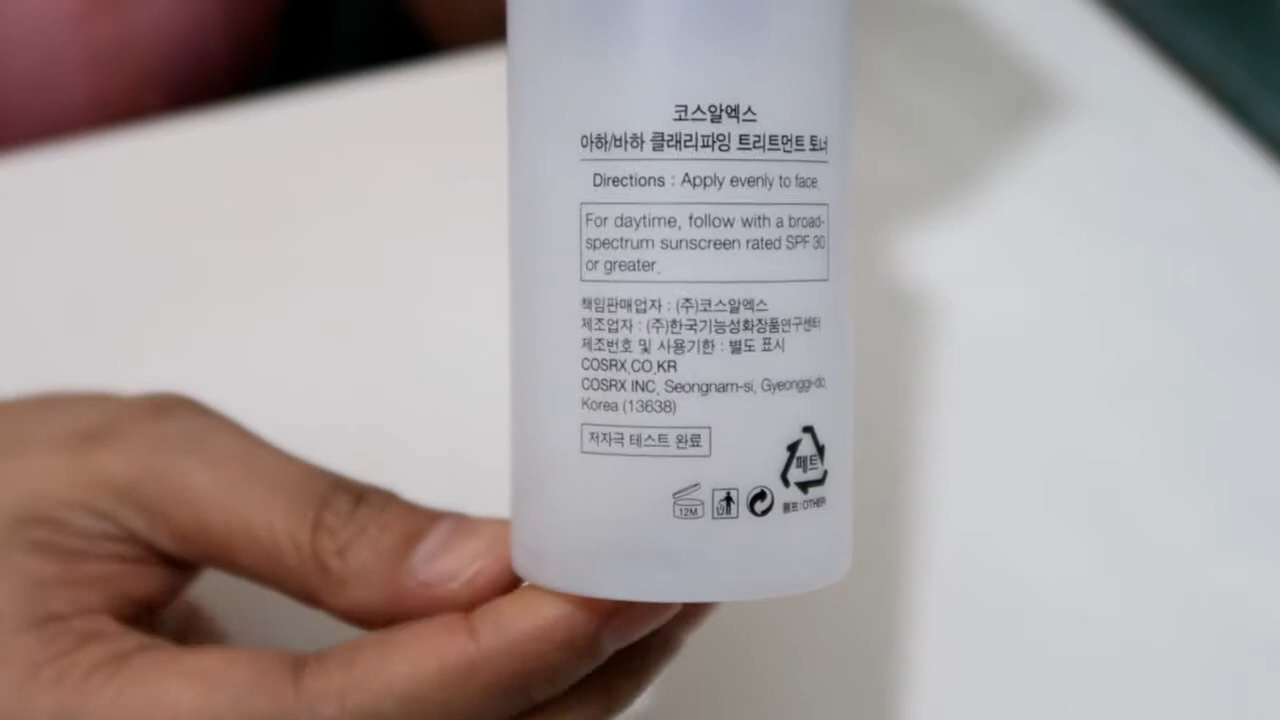 코스알엑스
아하/바하 클래리파잉 트리트먼트 토너
Directions : Apply evenly to face.
For daytime, follow with a broad-
spectrum sunscreen rated SPF 30
or greater.
책임판매업자 : (주)코스알엑스
제조업자 : (주)한국기능성화장품연구센터
제조번호 및 사용기한 : 별도 표시
COSRX.CO.KR
COSRX INC. Seongnam-si, Gyeonggi-do,
Korea (13638)
저자극 테스트 완료
페트
12M
펌프:OTHER